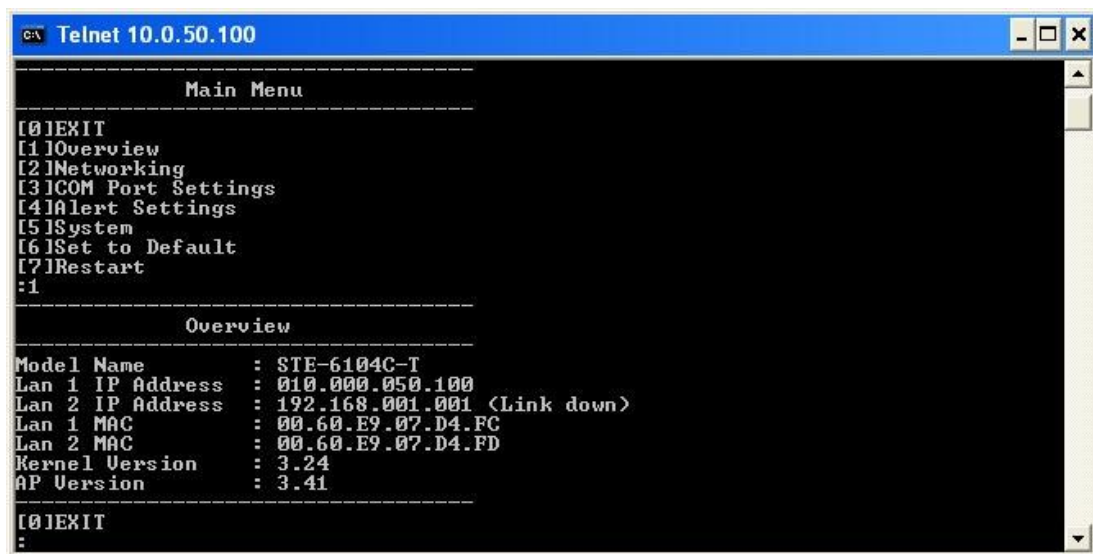 Telnet 10.0.50.100
Main Menu
[0]EXIT
[1]Overview
[2]Networking
[3]COM Port Settings
[4]Alert Settings
[5]System
[6]Set to Default
[7]Restart
:1
Overview
Model Name : STE-6104C-T
Lan 1 IP Address : 010.000.050.100
Lan 2 IP Address : 192.168.001.001 (Link down)
Lan 1 MAC : 00.60.E9.07.D4.FC
Lan 2 MAC : 00.60.E9.07.D4.FD
Kernel Version : 3.24
AP Version : 3.41
[0]EXIT
: